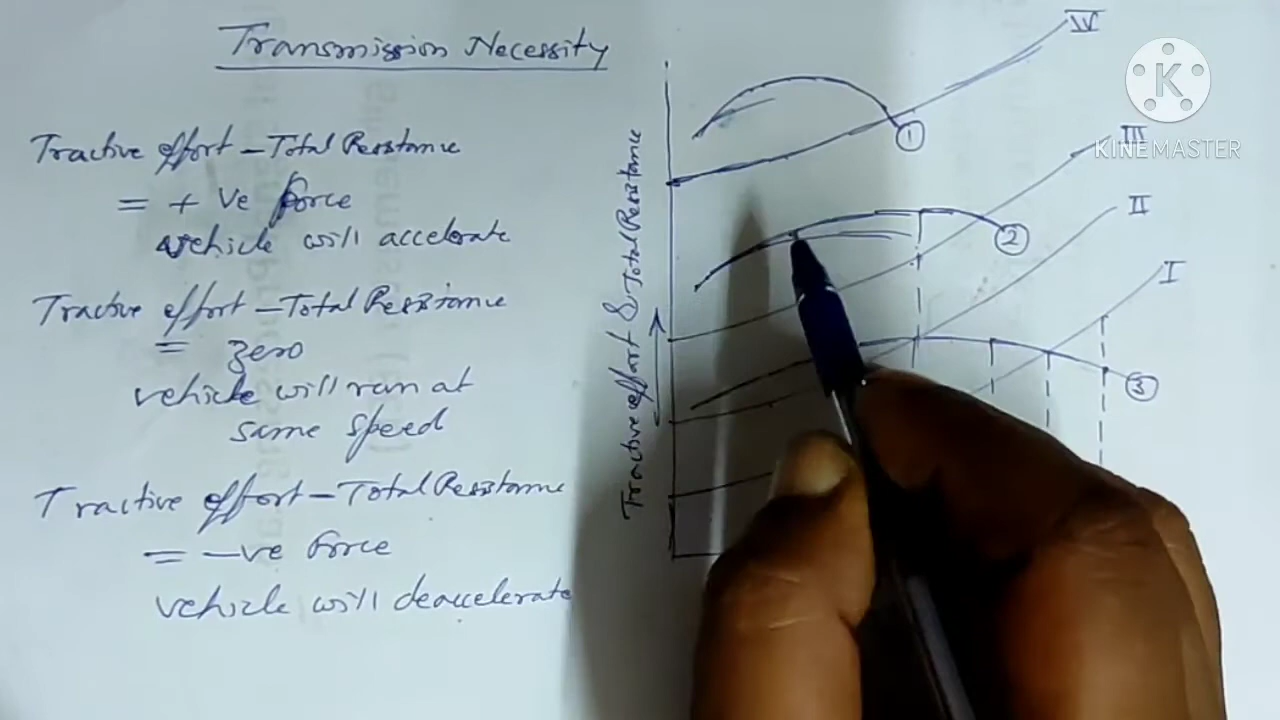 Transmission Necessity
Tractive effort - Total Resistance
= + ve force
vehicle will accelerate
Tractive effort - Total Resistance
= zero
vehicle will run at
same speed
Tractive effort - Total Resistance
= -ve force
vehicle will deaccelerate
Tractive effort & Total Resistance
IV
1
III
2
II
I
3
K
KINEMASTER